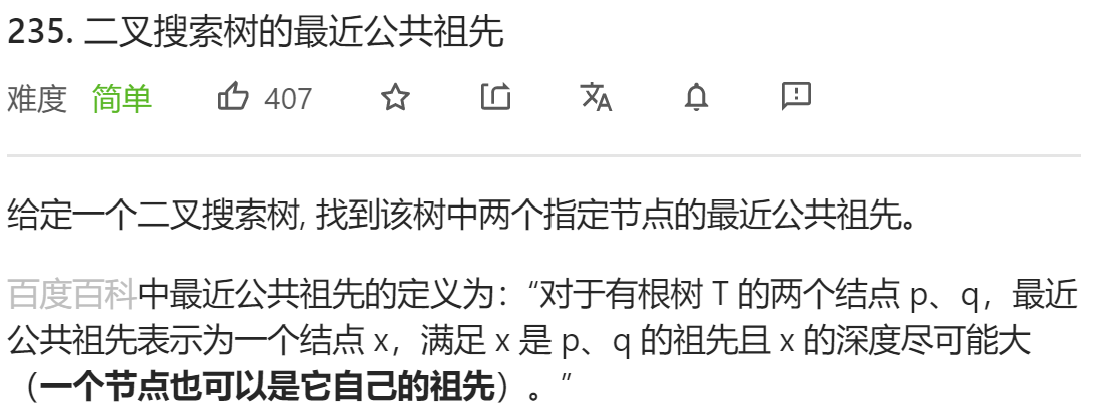 235. 二叉搜索树的最近公共祖先
难度 简单 407
给定一个二叉搜索树, 找到该树中两个指定节点的最近公共祖先。
百度百科中最近公共祖先的定义为：“对于有根树 T 的两个结点 p、q，最近
公共祖先表示为一个结点 x，满足 x 是 p、q 的祖先且 x 的深度尽可能大
（一个节点也可以是它自己的祖先）。”